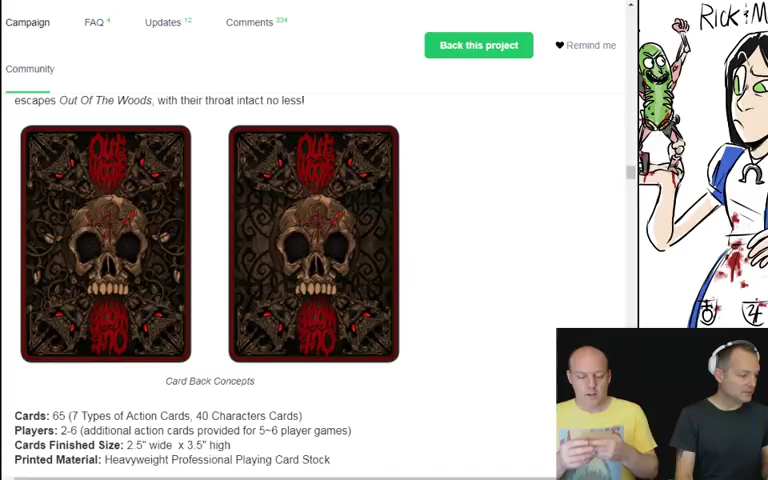 Campaign FAQ 4 Updates 12 Comments 334
Back this project Remind me
Community
escapes Out Of The Woods, with their throat intact no less!
Card Back Concepts
Cards: 65 (7 Types of Action Cards, 40 Characters Cards)
Players: 2-6 (additional action cards provided for 5~6 player games)
Cards Finished Size: 2.5" wide x 3.5" high
Printed Material: Heavyweight Professional Playing Card Stock
RICK & M